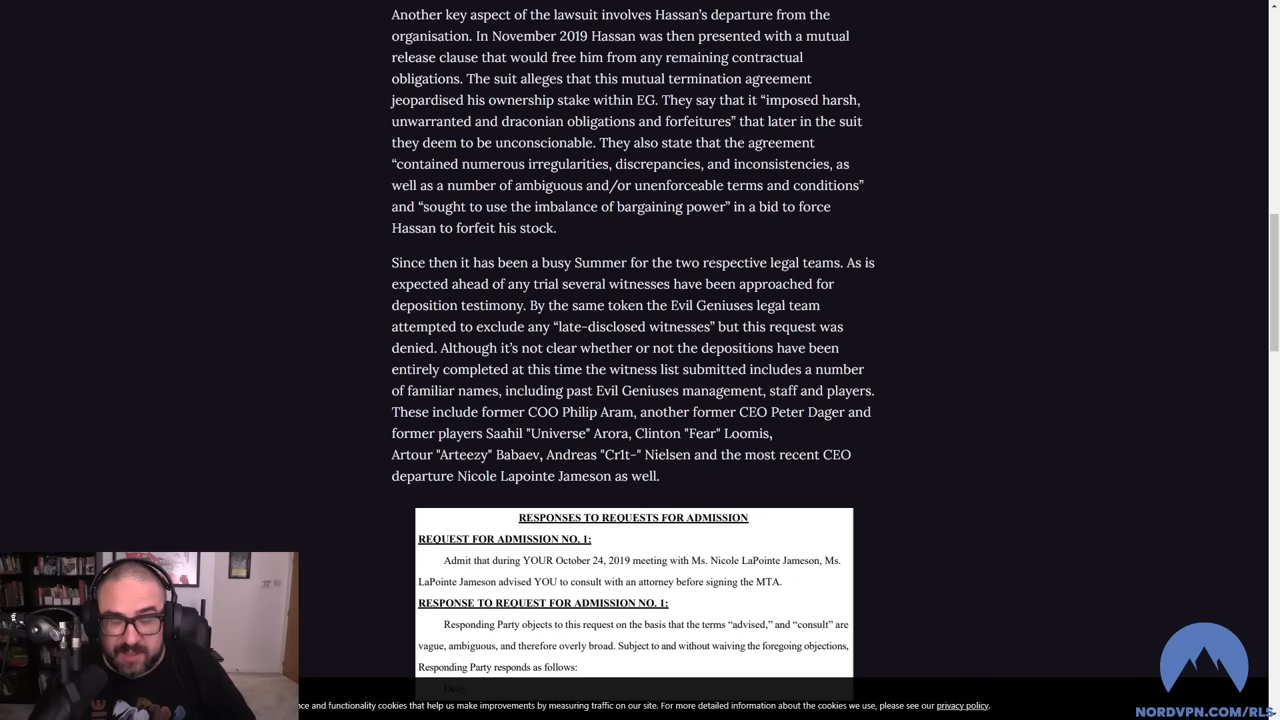 Another key aspect of the lawsuit involves Hassan’s departure from the
organisation. In November 2019 Hassan was then presented with a mutual
release clause that would free him from any remaining contractual
obligations. The suit alleges that this mutual termination agreement
jeopardised his ownership stake within EG. They say that it “imposed harsh,
unwarranted and draconian obligations and forfeitures” that later in the suit
they deem to be unconscionable. They also state that the agreement
“contained numerous irregularities, discrepancies, and inconsistencies, as
well as a number of ambiguous and/or unenforceable terms and conditions”
and “sought to use the imbalance of bargaining power” in a bid to force
Hassan to forfeit his stock.
Since then it has been a busy Summer for the two respective legal teams. As is
expected ahead of any trial several witnesses have been approached for
deposition testimony. By the same token the Evil Geniuses legal team
attempted to exclude any “late-disclosed witnesses” but this request was
denied. Although it’s not clear whether or not the depositions have been
entirely completed at this time the witness list submitted includes a number
of familiar names, including past Evil Geniuses management, staff and players.
These include former COO Philip Aram, another former CEO Peter Dager and
former players Saahil "Universe" Arora, Clinton "Fear" Loomis,
Artour "Arteezy" Babaev, Andreas "Cr1t-" Nielsen and the most recent CEO
departure Nicole Lapointe Jameson as well.
RESPONSES TO REQUESTS FOR ADMISSION
REQUEST FOR ADMISSION NO. 1:
Admit that during YOUR October 24, 2019 meeting with Ms. Nicole LaPointe Jameson, Ms.
LaPointe Jameson advised YOU to consult with an attorney before signing the MTA.
RESPONSE TO REQUEST FOR ADMISSION NO. 1:
Responding Party objects to this request on the basis that the terms “advised,” and “consult” are
vague, ambiguous, and therefore overly broad. Subject to and without waiving the foregoing objections,
Responding Party responds as follows:
Deny.
nce and functionality cookies that help us make improvements by measuring traffic on our site. For more detailed information about the cookies we use, please see our privacy policy.
NORDVPN.COM/RLS